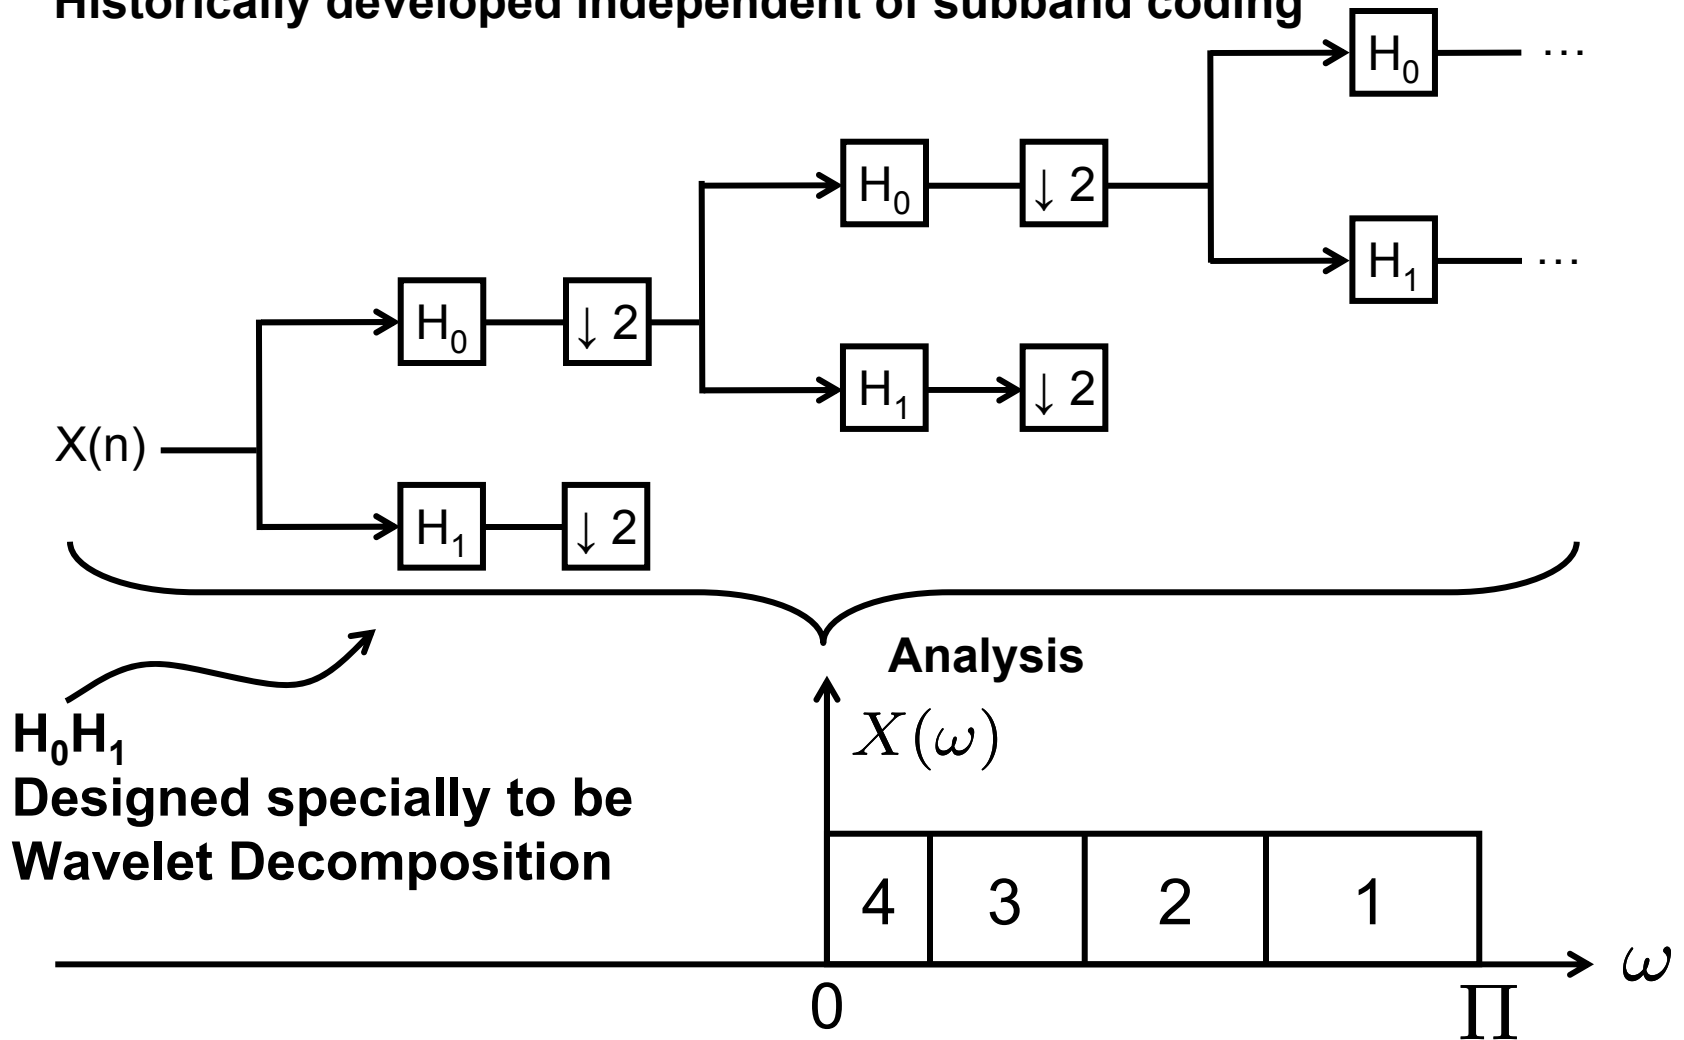 Historically developed independent of subband coding
H₀ …
H₀ ↓ 2
H₁ …
H₀ ↓ 2
H₁ ↓ 2
X(n)
H₁ ↓ 2
Analysis
X(ω)
H₀H₁
Designed specially to be
Wavelet Decomposition
4 3 2 1
ω
0 Π